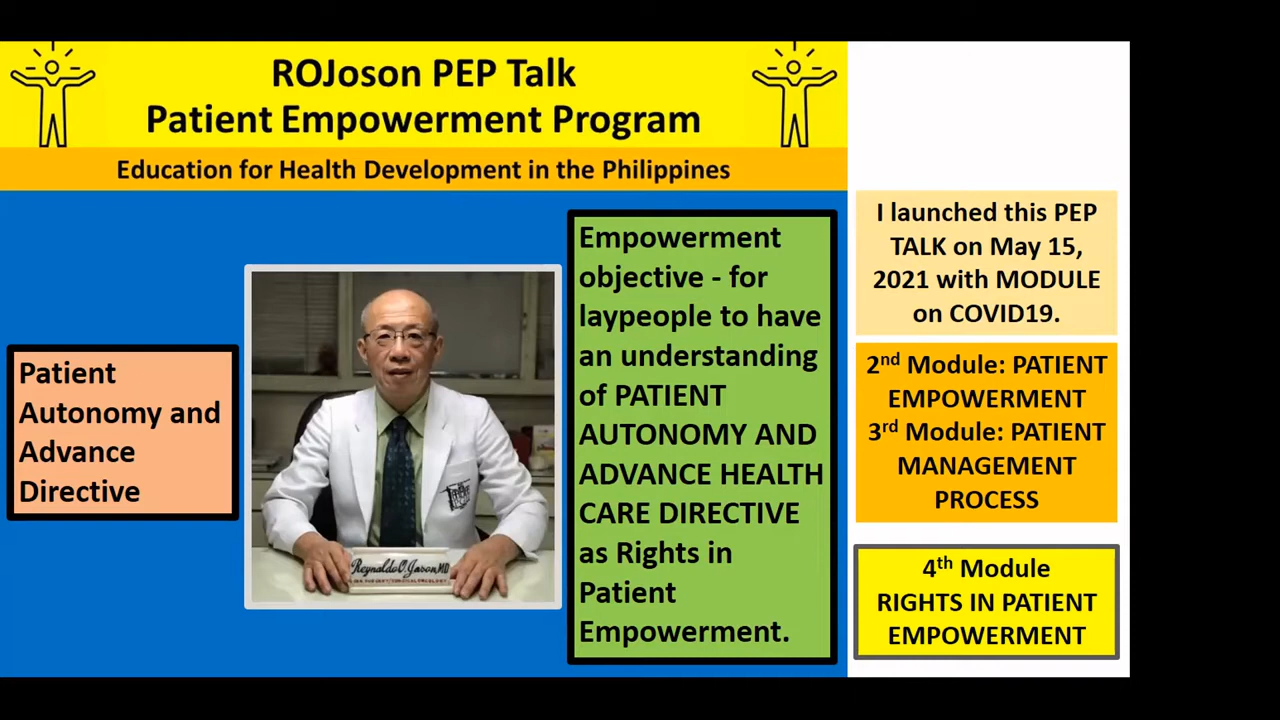 ROJoson PEP Talk
Patient Empowerment Program
Education for Health Development in the Philippines
Patient
Autonomy and
Advance
Directive
Reynaldo O. Joson MD
Empowerment
objective - for
laypeople to have
an understanding
of PATIENT
AUTONOMY AND
ADVANCE HEALTH
CARE DIRECTIVE
as Rights in
Patient
Empowerment.
I launched this PEP
TALK on May 15,
2021 with MODULE
on COVID19.
2nd Module: PATIENT
EMPOWERMENT
3rd Module: PATIENT
MANAGEMENT
PROCESS
4th Module
RIGHTS IN PATIENT
EMPOWERMENT